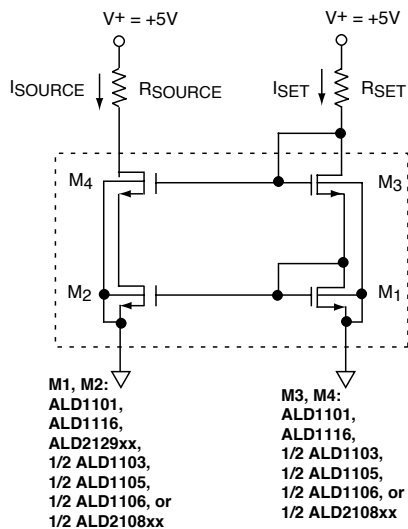 V+ = +5V
V+ = +5V
ISOURCE
RSOURCE
ISET
RSET
M4
M3
M2
M1
M1, M2:
ALD1101,
ALD1116,
ALD2129xx,
1/2 ALD1103,
1/2 ALD1105,
1/2 ALD1106, or
1/2 ALD2108xx
M3, M4:
ALD1101,
ALD1116,
1/2 ALD1103,
1/2 ALD1105,
1/2 ALD1106, or
1/2 ALD2108xx